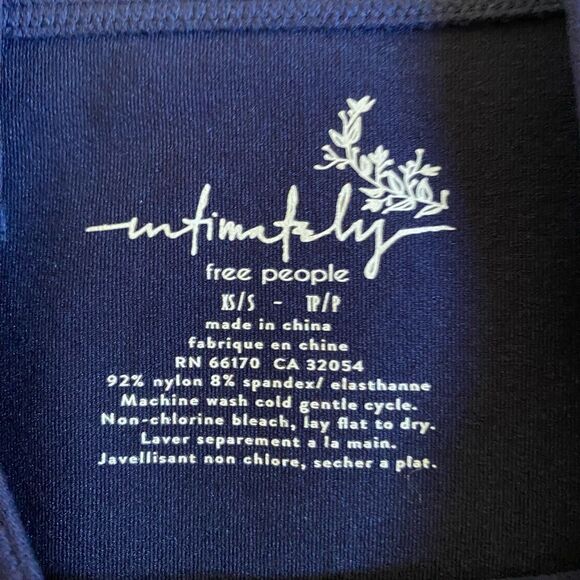 intimately
free people
XS/S - TP/P
made in china
fabrique en chine
RN 66170 CA 32054
92% nylon 8% spandex/ elasthanne
Machine wash cold gentle cycle.
Non-chlorine bleach, lay flat to dry.
Laver separement a la main.
Javellisant non chlore, secher a plat.